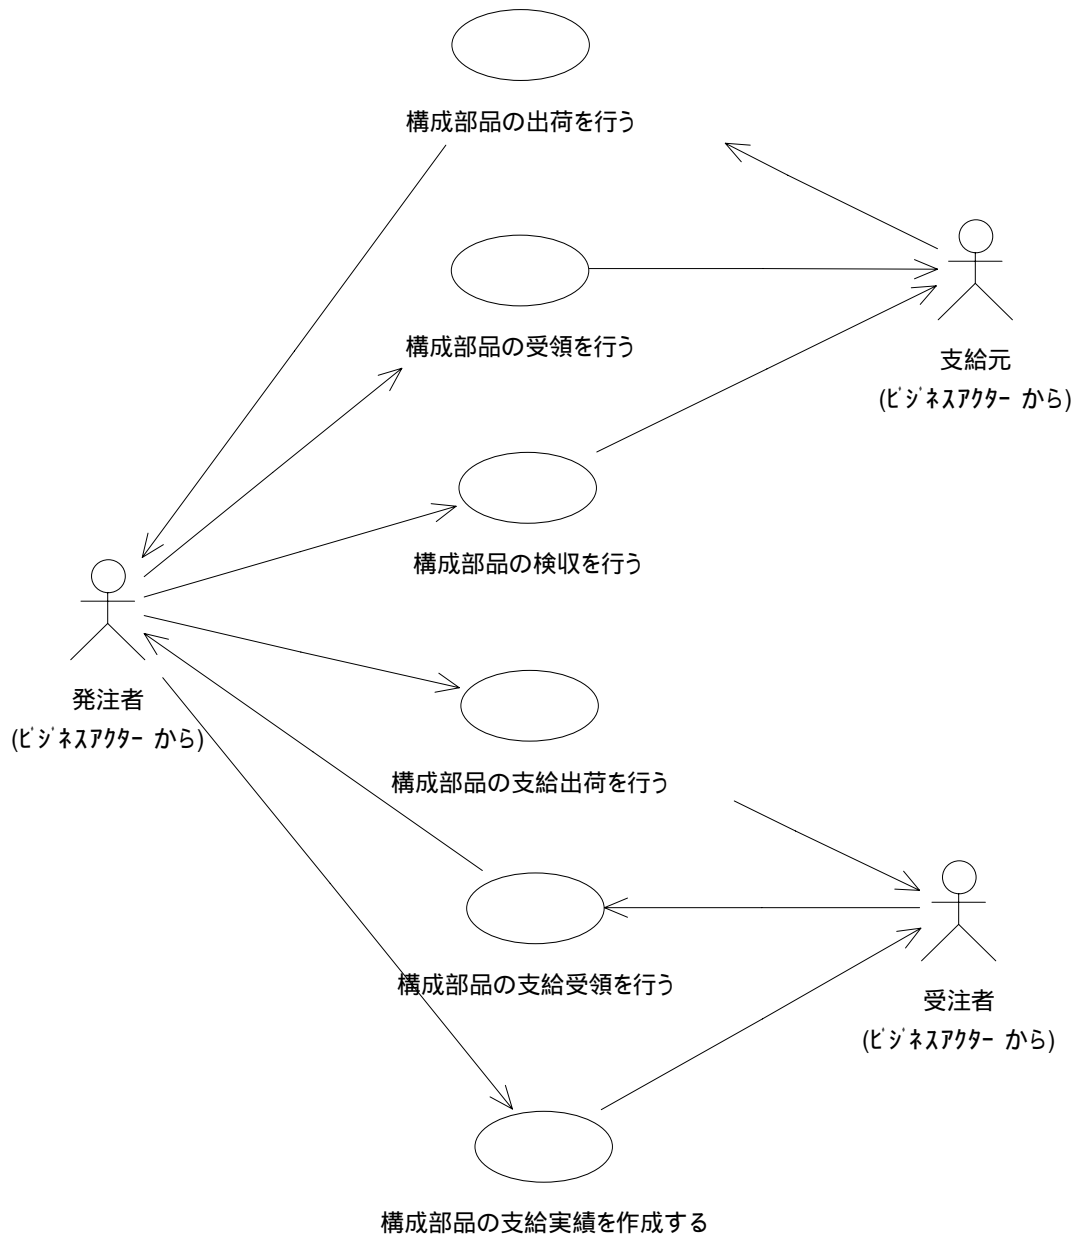 構成部品の出荷を行う
構成部品の受領を行う
支給元
(ﾋﾞｼﾞﾈｽｱｸﾀｰ から)
構成部品の検収を行う
発注者
(ﾋﾞｼﾞﾈｽｱｸﾀｰ から)
構成部品の支給出荷を行う
構成部品の支給受領を行う
受注者
(ﾋﾞｼﾞﾈｽｱｸﾀｰ から)
構成部品の支給実績を作成する